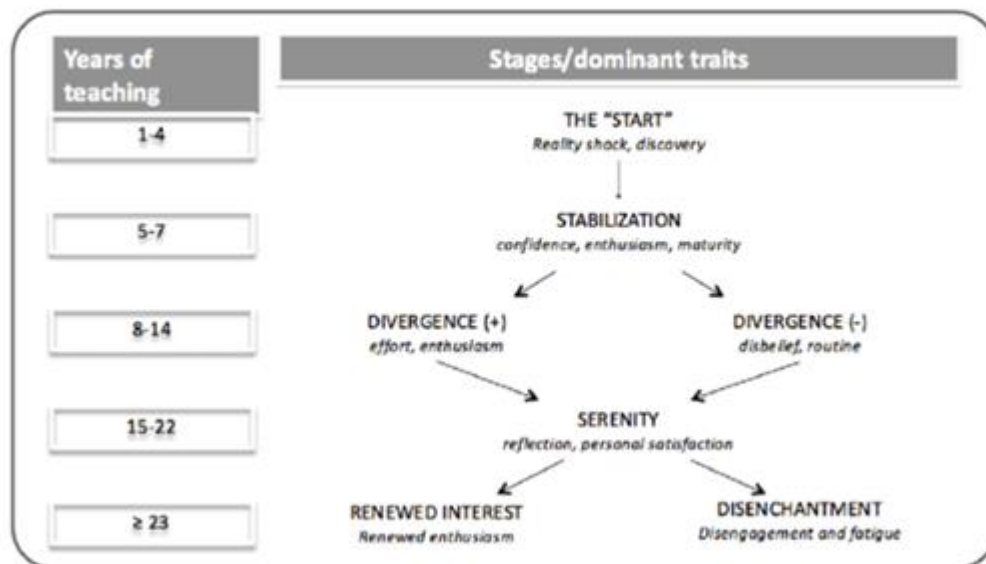 Years of
teaching
Stages/dominant traits
1-4
THE "START"
Reality shock, discovery
5-7
STABILIZATION
confidence, enthusiasm, maturity
8-14
DIVERGENCE (+)
effort, enthusiasm
DIVERGENCE (-)
disbelief, routine
15-22
SERENITY
reflection, personal satisfaction
≥ 23
RENEWED INTEREST
Renewed enthusiasm
DISENCHANTMENT
Disengagement and fatigue